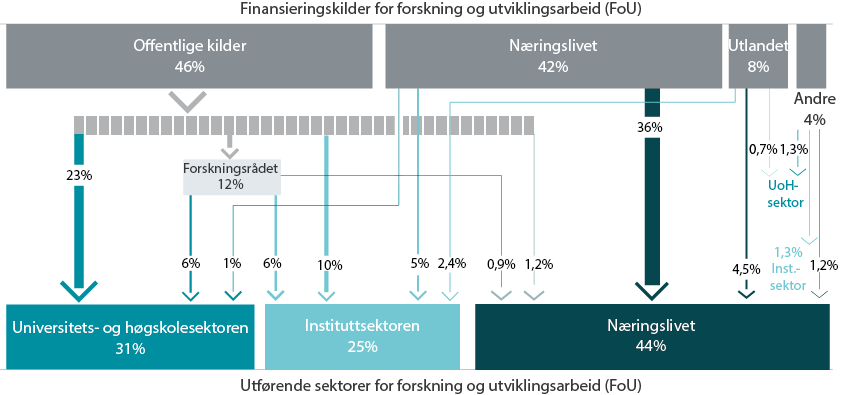 Finansieringskilder for forskning og utviklingsarbeid (FoU)
Offentlige kilder
46%
Næringslivet
42%
Utlandet
8%
Andre
4%
36%
23%
Forskningsrådet
12%
0,7%
1,3%
UoH-
sektor
6%
1%
6%
10%
5%
2,4%
0,9%
1,2%
4,5%
1,3%
Inst.-
sektor
1,2%
Universitets- og høgskolesektoren
31%
Instituttsektoren
25%
Næringslivet
44%
Utførende sektorer for forskning og utviklingsarbeid (FoU)